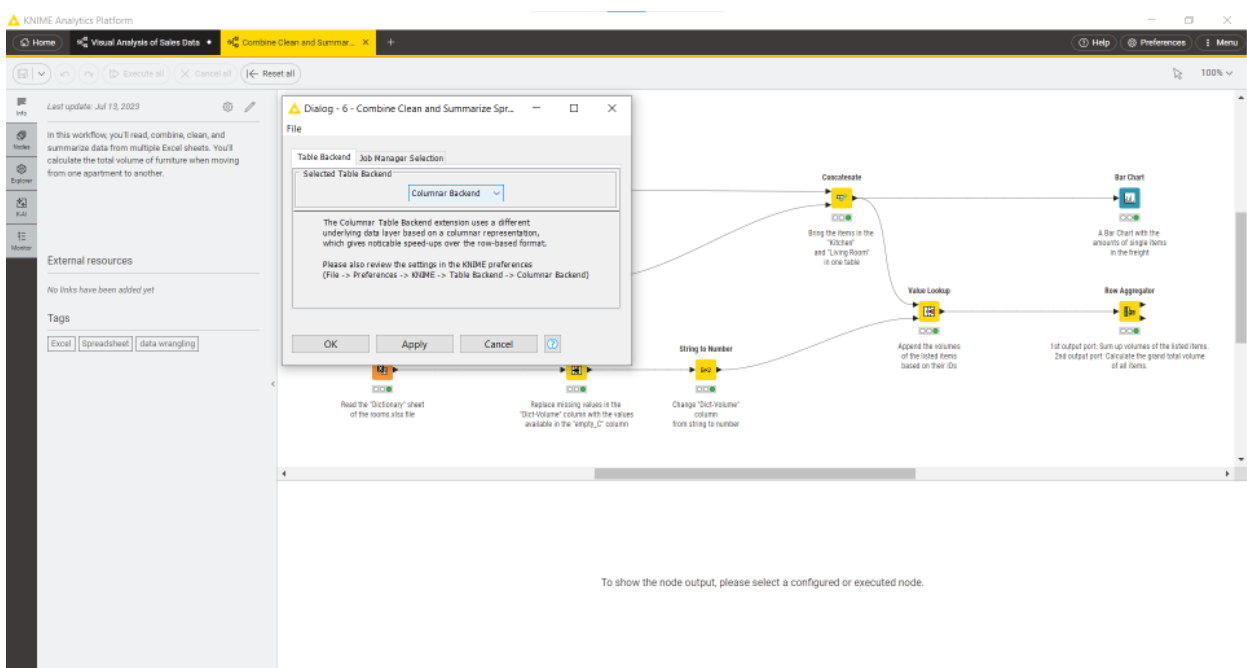 KNIME Analytics Platform
Home
Visual Analysis of Sales Data
Combine Clean and Summar...
Help
Preferences
Menu
Execute all
Cancel all
Reset all
100%
Info
Nodes
Explorer
K-AI
Monitor
Last update: Jul 13, 2023
In this workflow, you'll read, combine, clean, and
summarize data from multiple Excel sheets. You'll
calculate the total volume of furniture when moving
from one apartment to another.
External resources
No links have been added yet
Tags
Excel
Spreadsheet
data wrangling
Dialog - 6 - Combine Clean and Summarize Spr...
File
Table Backend
Job Manager Selection
Selected Table Backend
Columnar Backend
The Columnar Table Backend extension uses a different
underlying data layer based on a columnar representation,
which gives noticable speed-ups over the row-based format.
Please also review the settings in the KNIME preferences
(File -> Preferences -> KNIME -> Table Backend -> Columnar Backend)
OK
Apply
Cancel
Concatenate
Bring the items in the
"Kitchen"
and "Living Room"
in one table
Bar Chart
A Bar Chart with the
amounts of single items
in the freight
Value Lookup
Append the volumes
of the listed items
based on their IDs
Row Aggregator
1st output port: Sum up volumes of the listed items.
2nd output port: Calculate the grand total volume
of all items.
Read the "Dictionary" sheet
of the rooms.xlsx file
Replace missing values in the
"Dict-Volume" column with the values
available in the "empty_C" column
String to Number
Change "Dict-Volume"
column
from string to number
To show the node output, please select a configured or executed node.